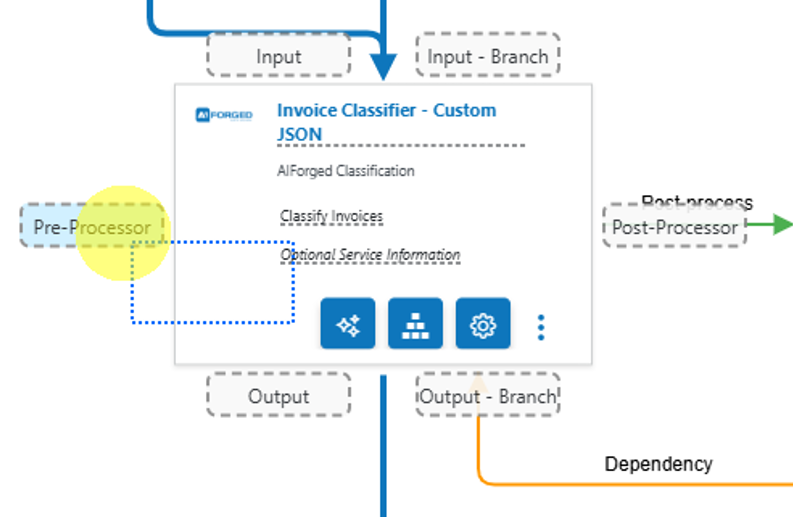 Input
Input - Branch
AIFORGED
Invoice Classifier - Custom
JSON
AIForged Classification
Classify Invoices
Optional Service Information
Pre-Processor
Post-process
Post-Processor
Output
Output - Branch
Dependency